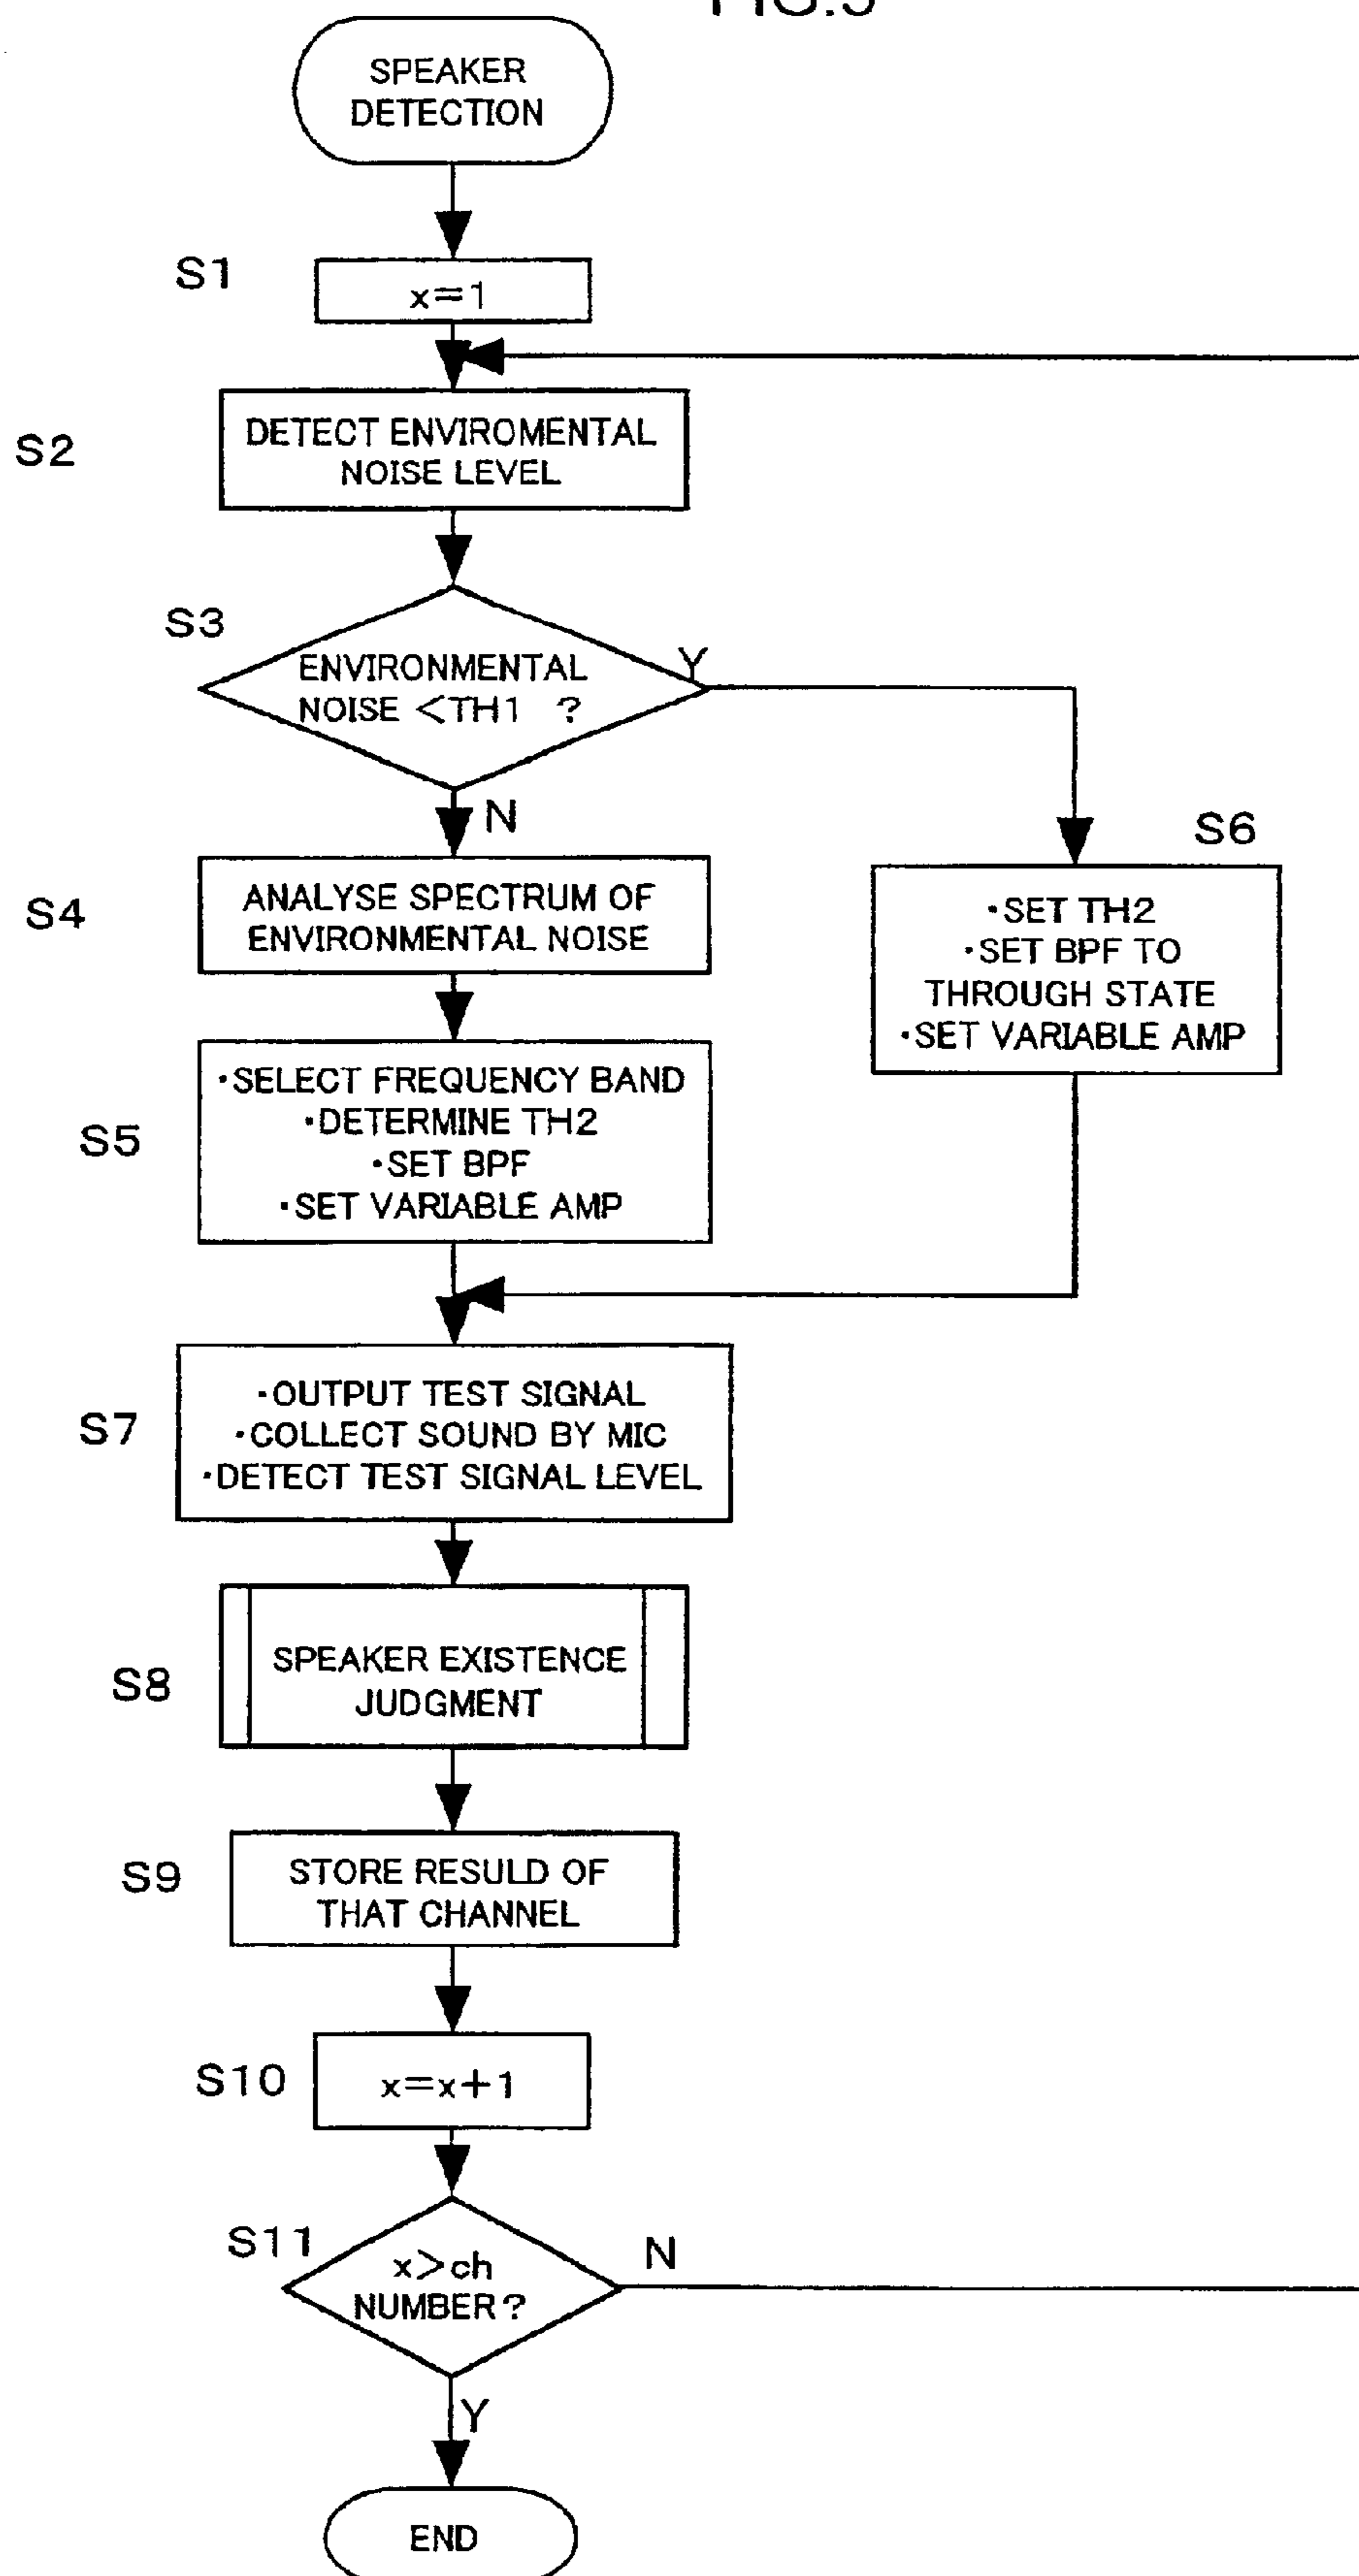 FIG.5
SPEAKER
DETECTION
S1
x=1
S2
DETECT ENVIROMENTAL
NOISE LEVEL
S3
ENVIRONMENTAL
NOISE <TH1 ?
Y
N
S4
ANALYSE SPECTRUM OF
ENVIRONMENTAL NOISE
S6
・SET TH2
・SET BPF TO
THROUGH STATE
・SET VARIABLE AMP
S5
・SELECT FREQUENCY BAND
・DETERMINE TH2
・SET BPF
・SET VARIABLE AMP
S7
・OUTPUT TEST SIGNAL
・COLLECT SOUND BY MIC
・DETECT TEST SIGNAL LEVEL
S8
SPEAKER EXISTENCE
JUDGMENT
S9
STORE RESULD OF
THAT CHANNEL
S10
x=x+1
S11
x>ch
NUMBER?
N
Y
END